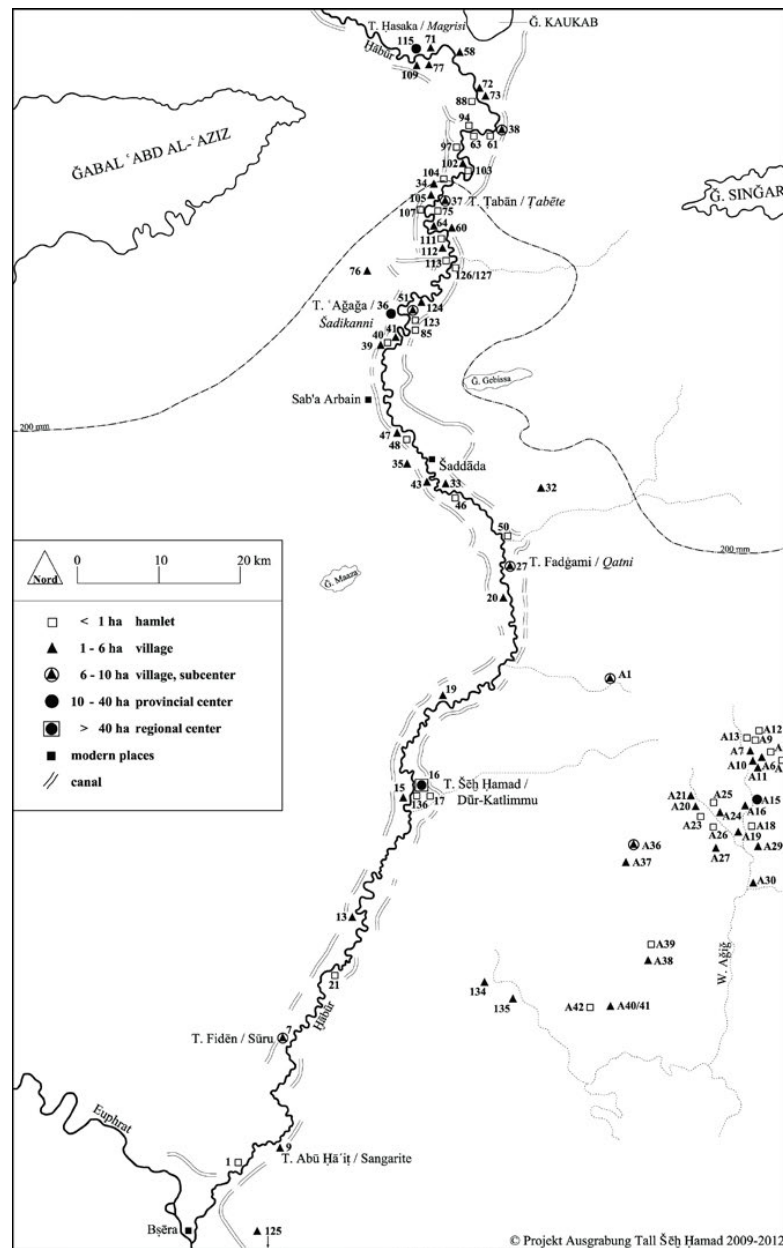 T. Ḥasaka / Magrisi
Ğ. KAUKAB
Ḫābūr
115
71
58
109
77
72
73
88
94
38
63
61
97
102
103
104
34
ĞABAL ʿABD AL-ʿAZIZ
Ğ. SINĞAR
105
37
T. Ṭabān / Ṭabēte
107
75
64
60
111
112
113
126/127
76
T. ʿAğağa /
Šadikanni
36
51
124
123
85
40
41
39
Ğ. Gebissa
Sab'a Arbain
200 mm
47
48
Šaddāda
35
43
33
46
32
50
200 mm
27
T. Fadġami / Qatni
20
Ğ. Maaza
Nord
0
10
20 km
< 1 ha hamlet
1 - 6 ha village
6 - 10 ha village, subcenter
10 - 40 ha provincial center
> 40 ha regional center
modern places
canal
A1
19
A12
A13
A9
A7
A6
A10
A11
16
T. Šēḫ Ḥamad /
Dūr-Katlimmu
15
136
17
A21
A25
A15
A20
A16
A24
A23
A18
A26
A19
A27
A29
A36
A37
A30
13
A39
A38
W. Ağiğ
21
134
135
A42
A40/41
Ḫābūr
7
T. Fidēn / Sūru
Euphrat
9
T. Abū Ḥāʾiṭ / Sangarite
1
Bṣēra
125
© Projekt Ausgrabung Tall Šēḫ Ḥamad 2009-2012